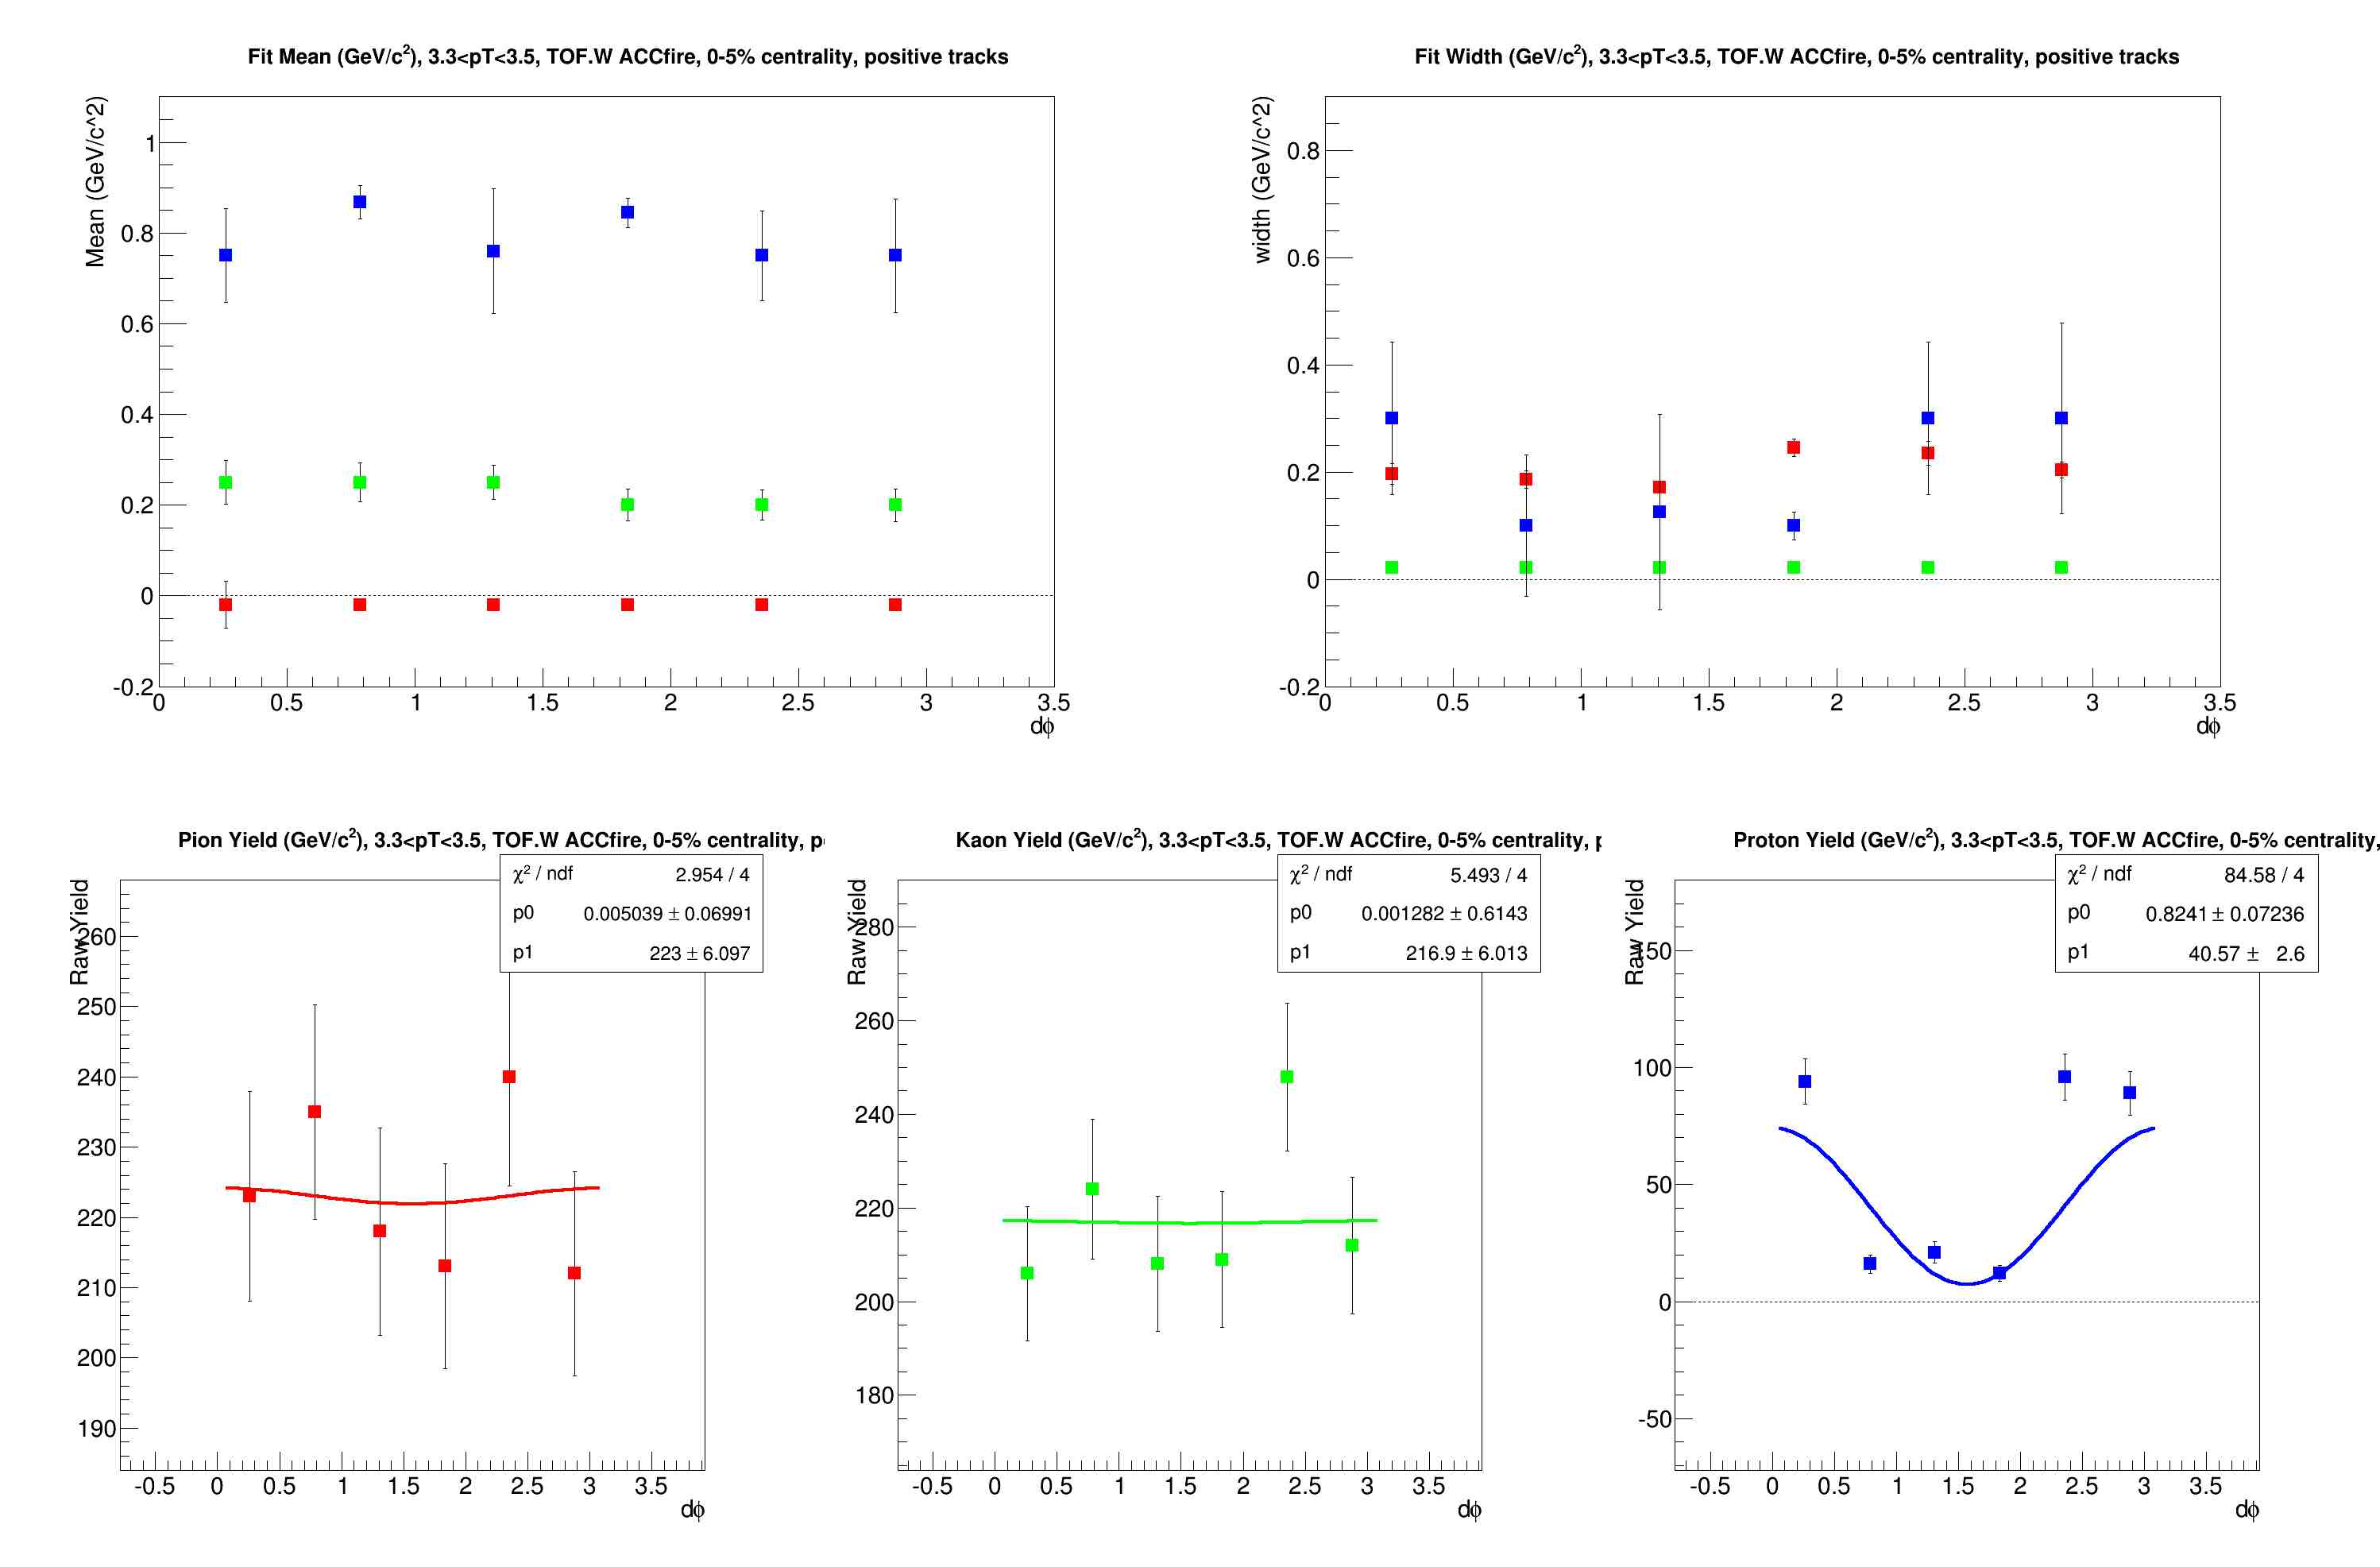 Fit Mean (GeV/c²), 3.3<pT<3.5, TOF.W ACCfire, 0-5% centrality, positive tracks
Mean (GeV/c^2)
1
0.8
0.6
0.4
0.2
0
-0.2
0 0.5 1 1.5 2 2.5 3 3.5
dϕ
Fit Width (GeV/c²), 3.3<pT<3.5, TOF.W ACCfire, 0-5% centrality, positive tracks
width (GeV/c^2)
0.8
0.6
0.4
0.2
0
-0.2
0 0.5 1 1.5 2 2.5 3 3.5
dϕ
Pion Yield (GeV/c²), 3.3<pT<3.5, TOF.W ACCfire, 0-5% centrality, p
χ² / ndf 2.954 / 4
p0 0.005039 ± 0.06991
p1 223 ± 6.097
Raw Yield
260
250
240
230
220
210
200
190
-0.5 0 0.5 1 1.5 2 2.5 3 3.5
dϕ
Kaon Yield (GeV/c²), 3.3<pT<3.5, TOF.W ACCfire, 0-5% centrality, p
χ² / ndf 5.493 / 4
p0 0.001282 ± 0.6143
p1 216.9 ± 6.013
Raw Yield
280
260
240
220
200
180
-0.5 0 0.5 1 1.5 2 2.5 3 3.5
dϕ
Proton Yield (GeV/c²), 3.3<pT<3.5, TOF.W ACCfire, 0-5% centrality,
χ² / ndf 84.58 / 4
p0 0.8241 ± 0.07236
p1 40.57 ± 2.6
Raw Yield
150
100
50
0
-50
-0.5 0 0.5 1 1.5 2 2.5 3 3.5
dϕ